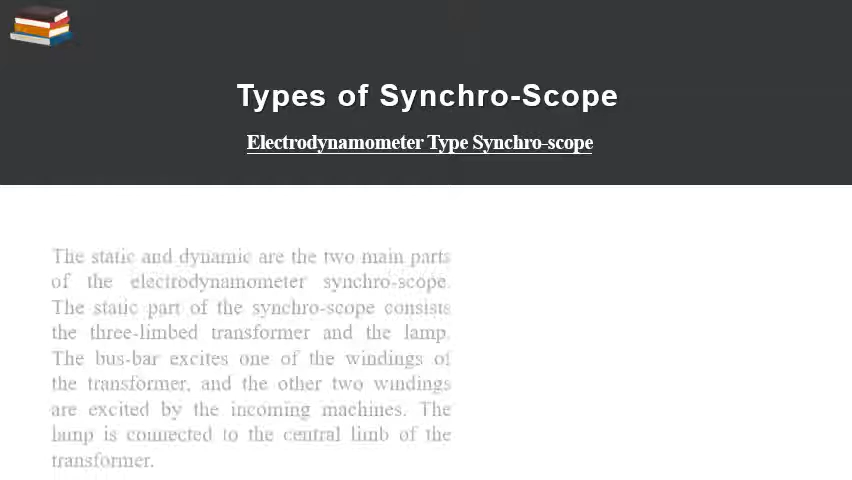 Types of Synchro-Scope
Electrodynamometer Type Synchro-scope
The static and dynamic are the two main parts
of the electrodynamometer synchro-scope.
The static part of the synchro-scope consists
the three-limbed transformer and the lamp.
The bus-bar excites one of the windings of
the transformer, and the other two windings
are excited by the incoming machines. The
lamp is connected to the central limb of the
transformer.